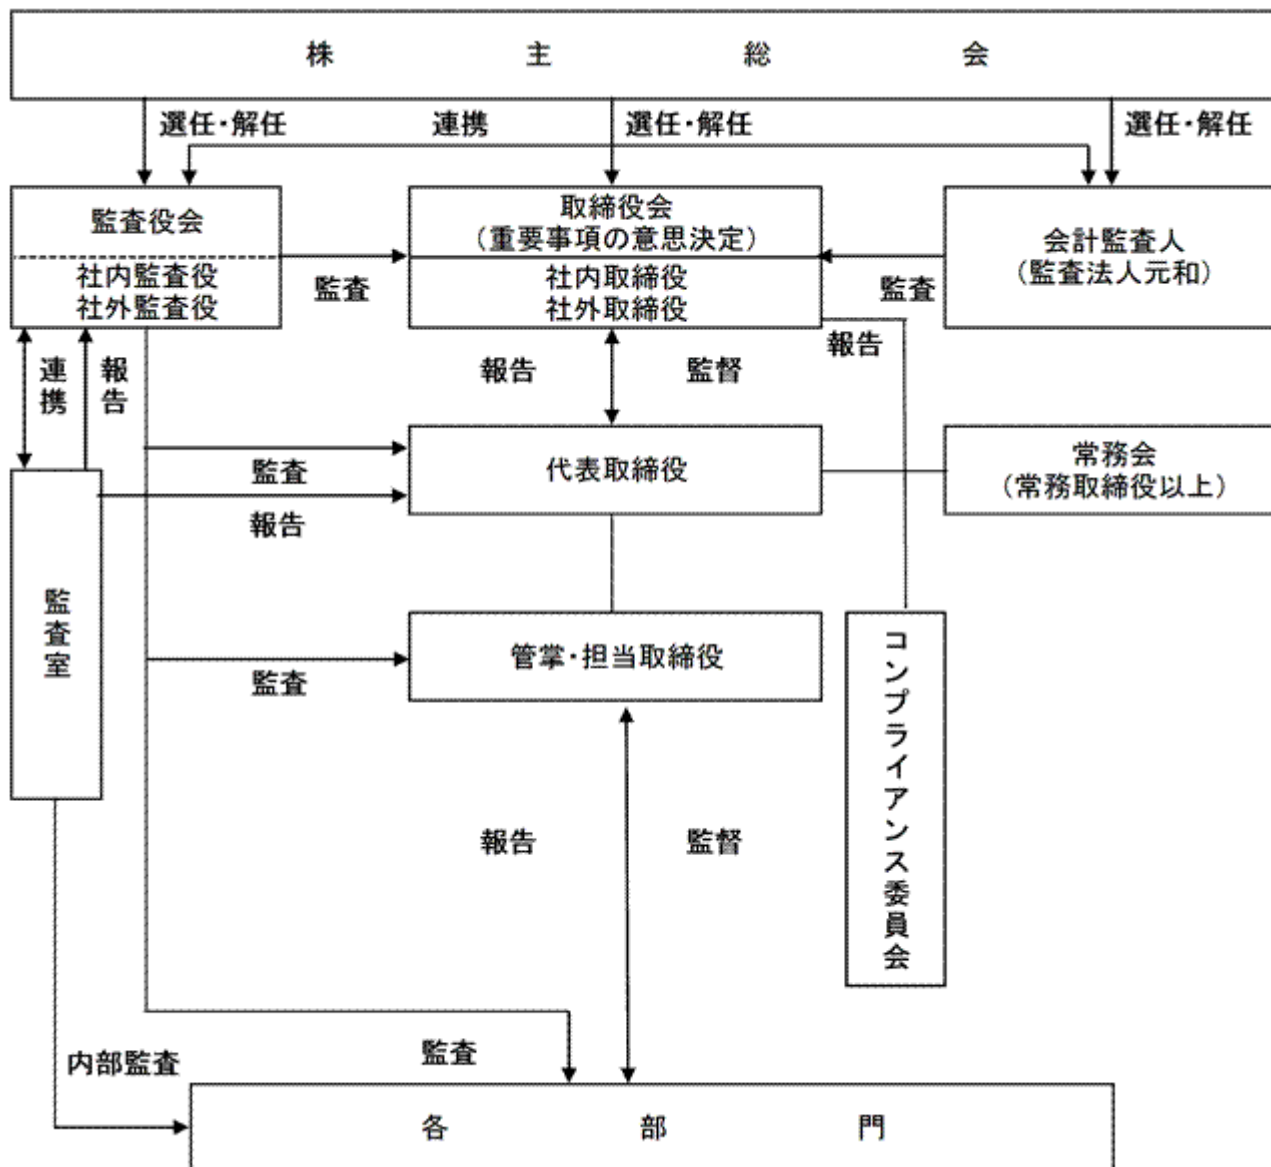 株主総会
選任・解任
連携
選任・解任
選任・解任
監査役会
社内監査役
社外監査役
監査
取締役会
（重要事項の意思決定）
社内取締役
社外取締役
監査
会計監査人
（監査法人元和）
連携
報告
報告
監督
報告
監査
報告
代表取締役
常務会
（常務取締役以上）
監査室
監査
管掌・担当取締役
コンプライアンス委員会
報告
監督
内部監査
監査
各部門